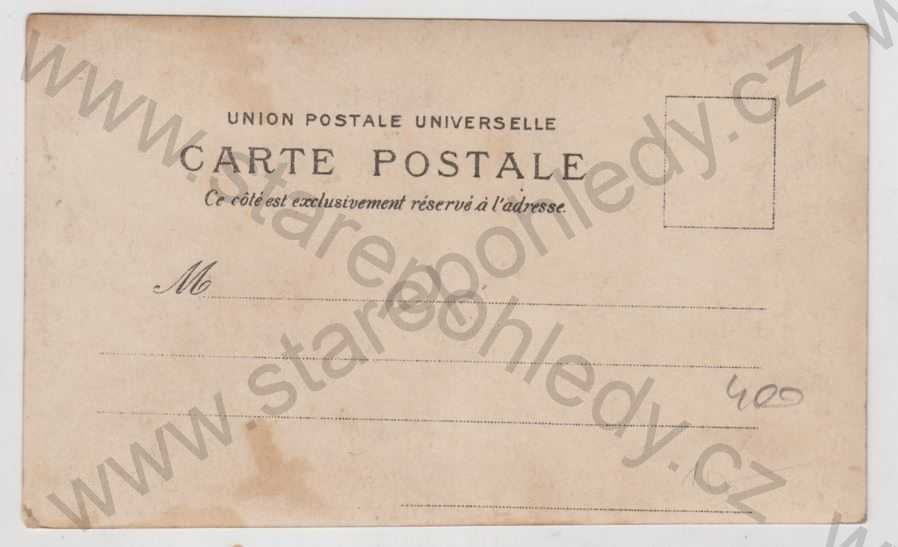 UNION POSTALE UNIVERSELLE
CARTE POSTALE
Ce côté est exclusivement réservé à l'adresse.
M
400
www.starepohledy.cz
www.starepohledy.cz